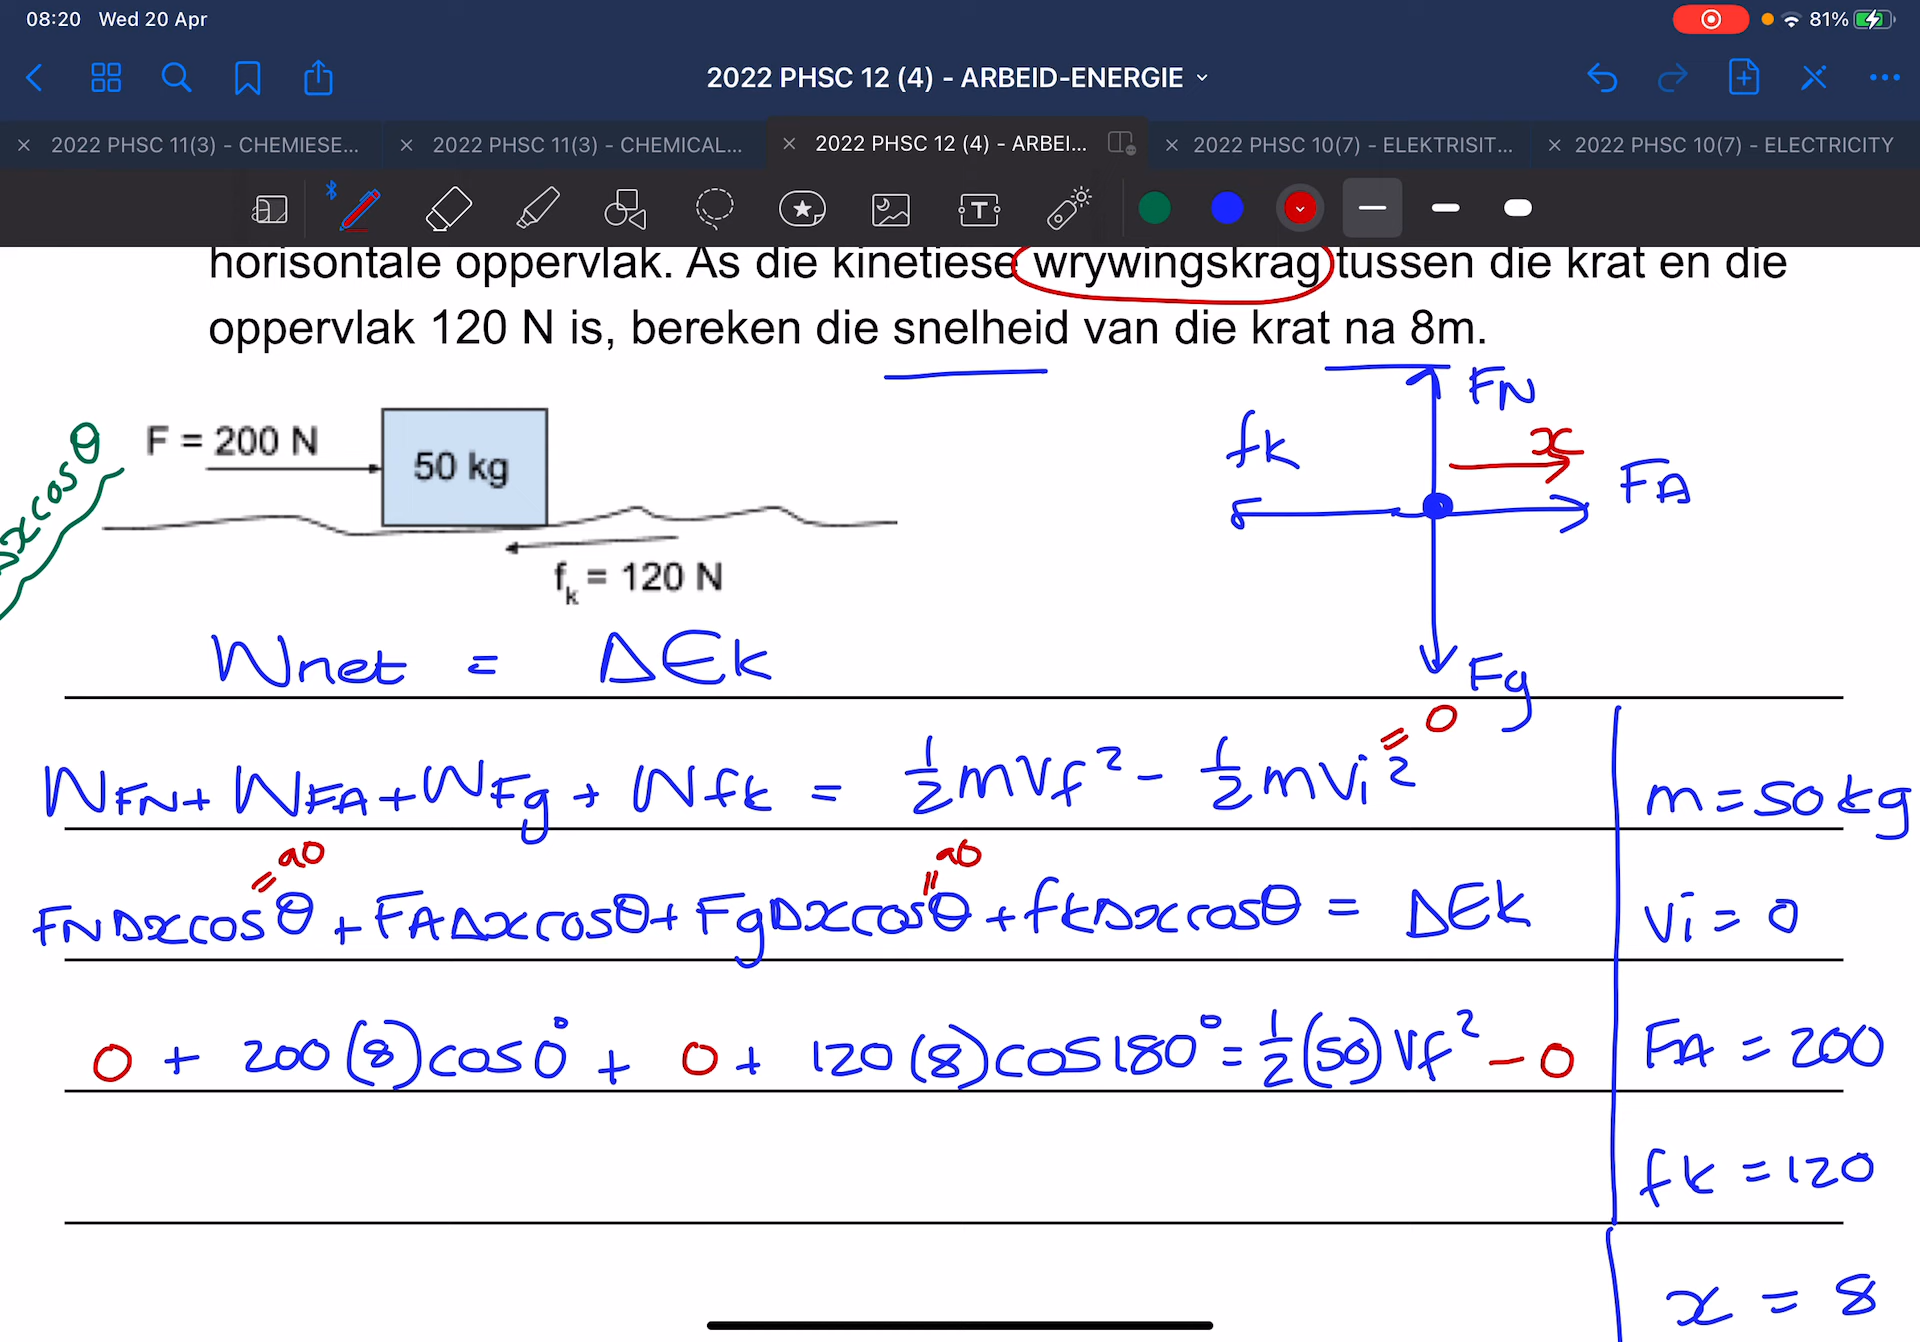 08:20 Wed 20 Apr
81%
2022 PHSC 12 (4) - ARBEID-ENERGIE
2022 PHSC 11(3) - CHEMIESE...
2022 PHSC 11(3) - CHEMICAL...
2022 PHSC 12 (4) - ARBEI...
2022 PHSC 10(7) - ELEKTRISIT...
2022 PHSC 10(7) - ELECTRICITY
horisontale oppervlak. As die kinetiese wrywingskrag tussen die krat en die
oppervlak 120 N is, bereken die snelheid van die krat na 8m.
Δxcosθ
F = 200 N
50 kg
fk = 120 N
FN
fk
x
FA
Fg
Wnet = ΔEk
= 0
WFN + WFA + WFg + Wfk = ½mVf² - ½mVi²
m = 50kg
= 90
= 90
FNΔxcosθ + FAΔxcosθ + FgΔxcosθ + fkΔxcosθ = ΔEk
Vi = 0
0 + 200(8)cos0° + 0 + 120(8)cos180° = ½(50)Vf² - 0
FA = 200
fk = 120
x = 8